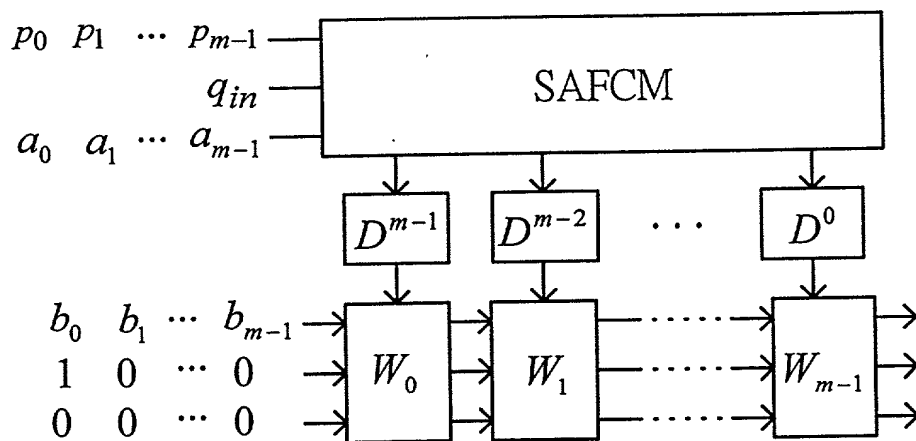 p₀ p₁ ··· pₘ₋₁
SAFCM
qᵢₙ
a₀ a₁ ··· aₘ₋₁
Dᵐ⁻¹ Dᵐ⁻² ··· D⁰
b₀ b₁ ··· bₘ₋₁
1 0 ··· 0
W₀ W₁ Wₘ₋₁
0 0 ··· 0